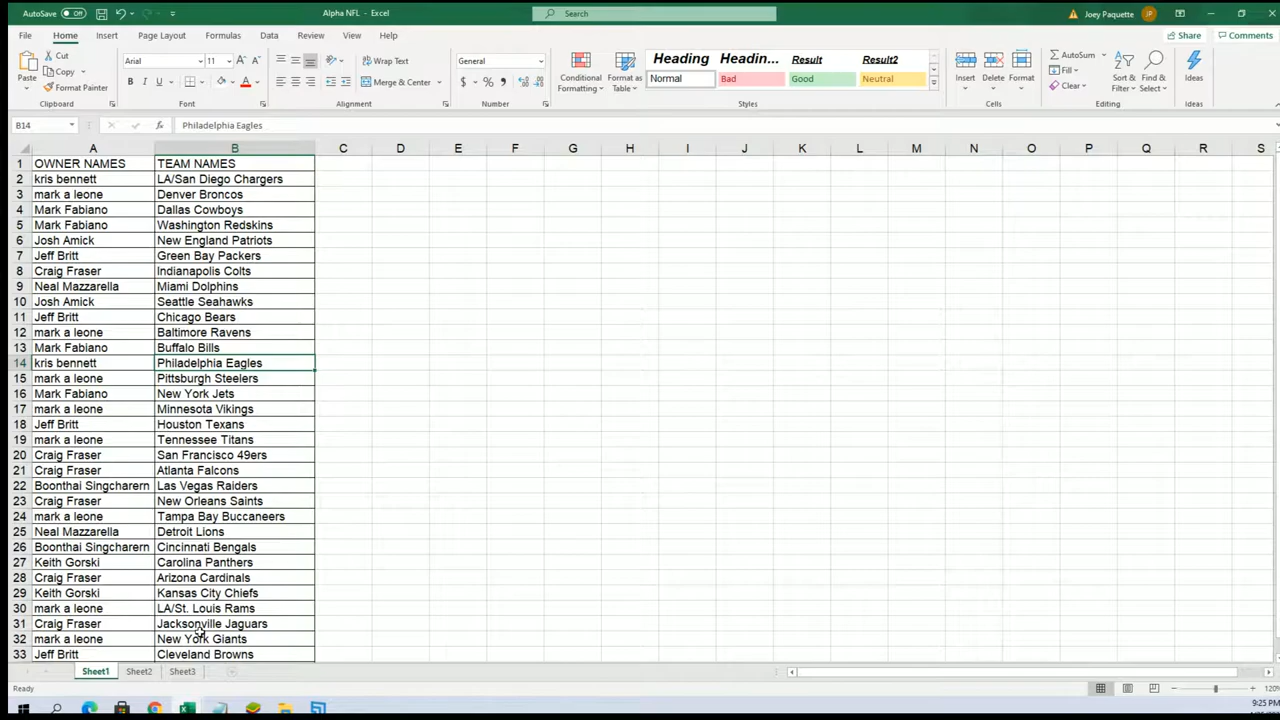 AutoSave Off Alpha NFL - Excel Search Joey Paquette JP
File Home Insert Page Layout Formulas Data Review View Help Share Comments
Cut Arial 11 Wrap Text General Heading Headin... Result Result2 AutoSum
Copy Fill
Paste Format Painter B I U Merge & Center $ % Conditional Formatting Format as Table Normal Bad Good Neutral Insert Delete Format Clear Sort & Filter Find & Select Ideas
Clipboard Font Alignment Number Styles Cells Editing Ideas
B14 fx Philadelphia Eagles
A B C D E F G H I J K L M N O P Q R S
1 OWNER NAMES TEAM NAMES
2 kris bennett LA/San Diego Chargers
3 mark a leone Denver Broncos
4 Mark Fabiano Dallas Cowboys
5 Mark Fabiano Washington Redskins
6 Josh Amick New England Patriots
7 Jeff Britt Green Bay Packers
8 Craig Fraser Indianapolis Colts
9 Neal Mazzarella Miami Dolphins
10 Josh Amick Seattle Seahawks
11 Jeff Britt Chicago Bears
12 mark a leone Baltimore Ravens
13 Mark Fabiano Buffalo Bills
14 kris bennett Philadelphia Eagles
15 mark a leone Pittsburgh Steelers
16 Mark Fabiano New York Jets
17 mark a leone Minnesota Vikings
18 Jeff Britt Houston Texans
19 mark a leone Tennessee Titans
20 Craig Fraser San Francisco 49ers
21 Craig Fraser Atlanta Falcons
22 Boonthai Singcharern Las Vegas Raiders
23 Craig Fraser New Orleans Saints
24 mark a leone Tampa Bay Buccaneers
25 Neal Mazzarella Detroit Lions
26 Boonthai Singcharern Cincinnati Bengals
27 Keith Gorski Carolina Panthers
28 Craig Fraser Arizona Cardinals
29 Keith Gorski Kansas City Chiefs
30 mark a leone LA/St. Louis Rams
31 Craig Fraser Jacksonville Jaguars
32 mark a leone New York Giants
33 Jeff Britt Cleveland Browns
Sheet1 Sheet2 Sheet3
Ready 120%
9:25 PM